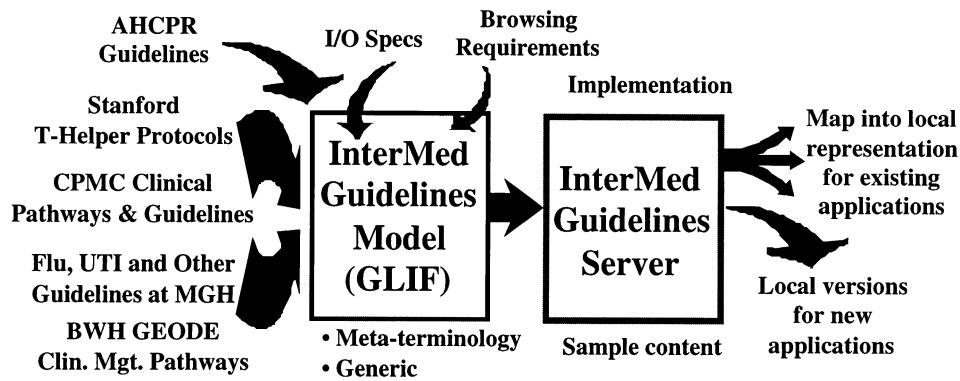 AHCPR
Guidelines
I/O Specs
Browsing
Requirements
Stanford
T-Helper Protocols
CPMC Clinical
Pathways & Guidelines
Flu, UTI and Other
Guidelines at MGH
BWH GEODE
Clin. Mgt. Pathways
InterMed
Guidelines
Model
(GLIF)
• Meta-terminology
• Generic
Implementation
InterMed
Guidelines
Server
Sample content
Map into local
representation
for existing
applications
Local versions
for new
applications